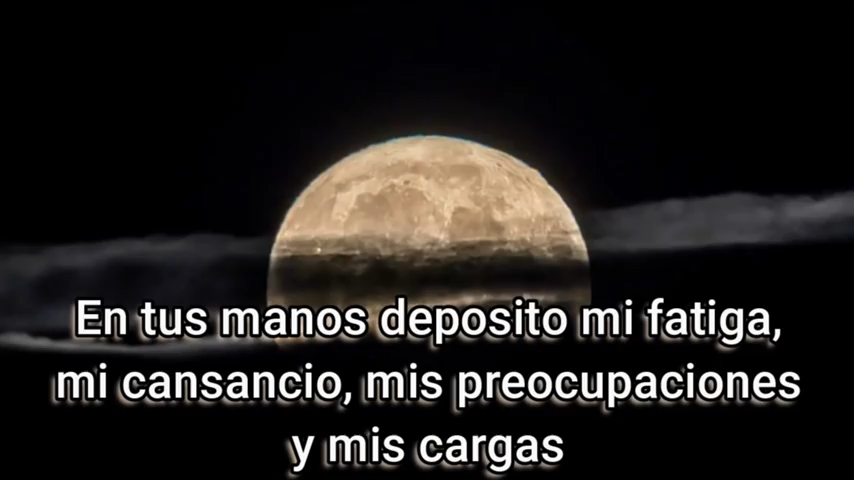 En tus manos deposito mi fatiga,
mi cansancio, mis preocupaciones
y mis cargas